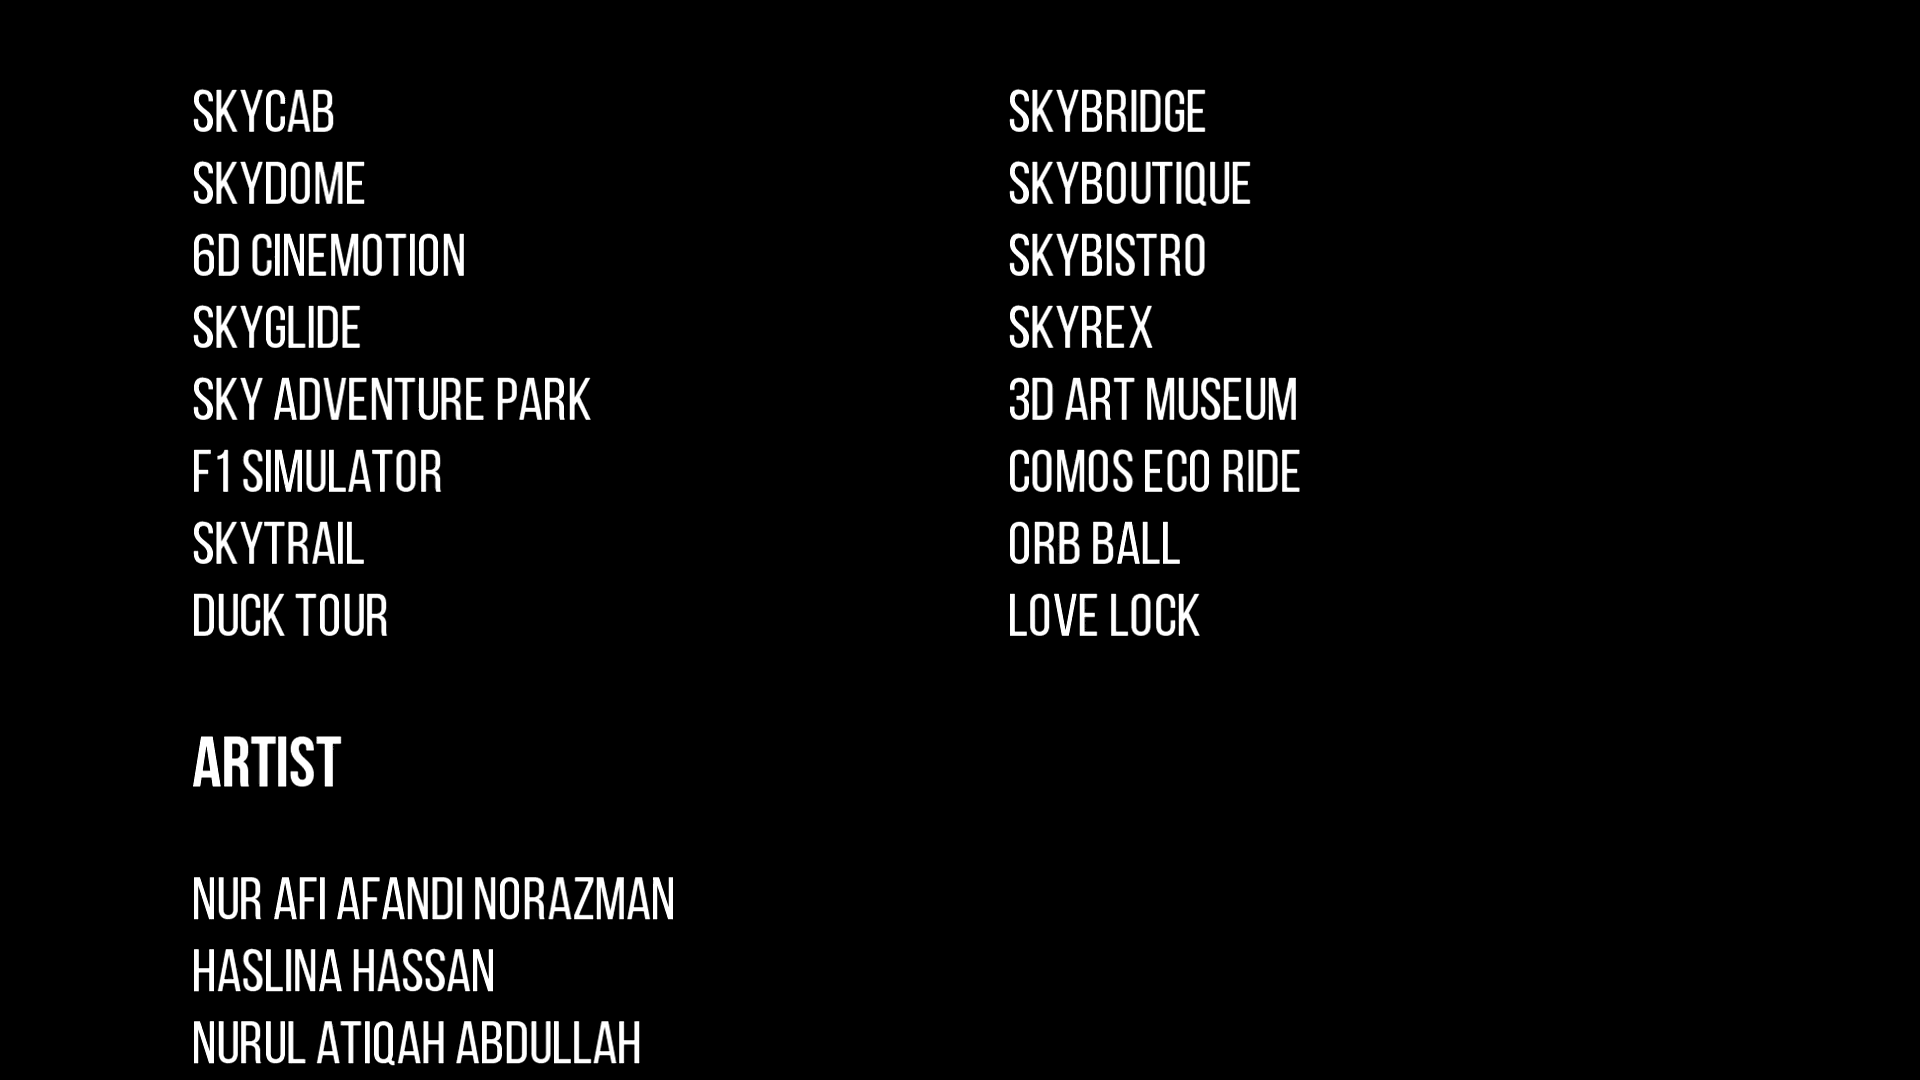 SKYCAB
SKYDOME
6D CINEMOTION
SKYGLIDE
SKY ADVENTURE PARK
F1 SIMULATOR
SKYTRAIL
DUCK TOUR
SKYBRIDGE
SKYBOUTIQUE
SKYBISTRO
SKYREX
3D ART MUSEUM
COMOS ECO RIDE
ORB BALL
LOVE LOCK
ARTIST
NUR AFI AFANDI NORAZMAN
HASLINA HASSAN
NURUL ATIQAH ABDULLAH